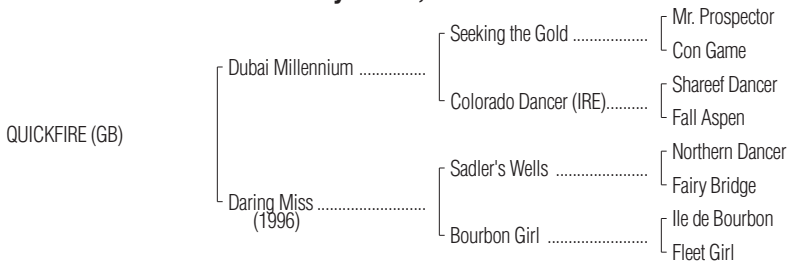 Mr. Prospector
Seeking the Gold .................
Con Game
Dubai Millennium ................
Shareef Dancer
Colorado Dancer (IRE)..........
Fall Aspen
QUICKFIRE (GB)
Northern Dancer
Sadler's Wells .....................
Fairy Bridge
Daring Miss ..........................
(1996)
Ile de Bourbon
Bourbon Girl ........................
Fleet Girl